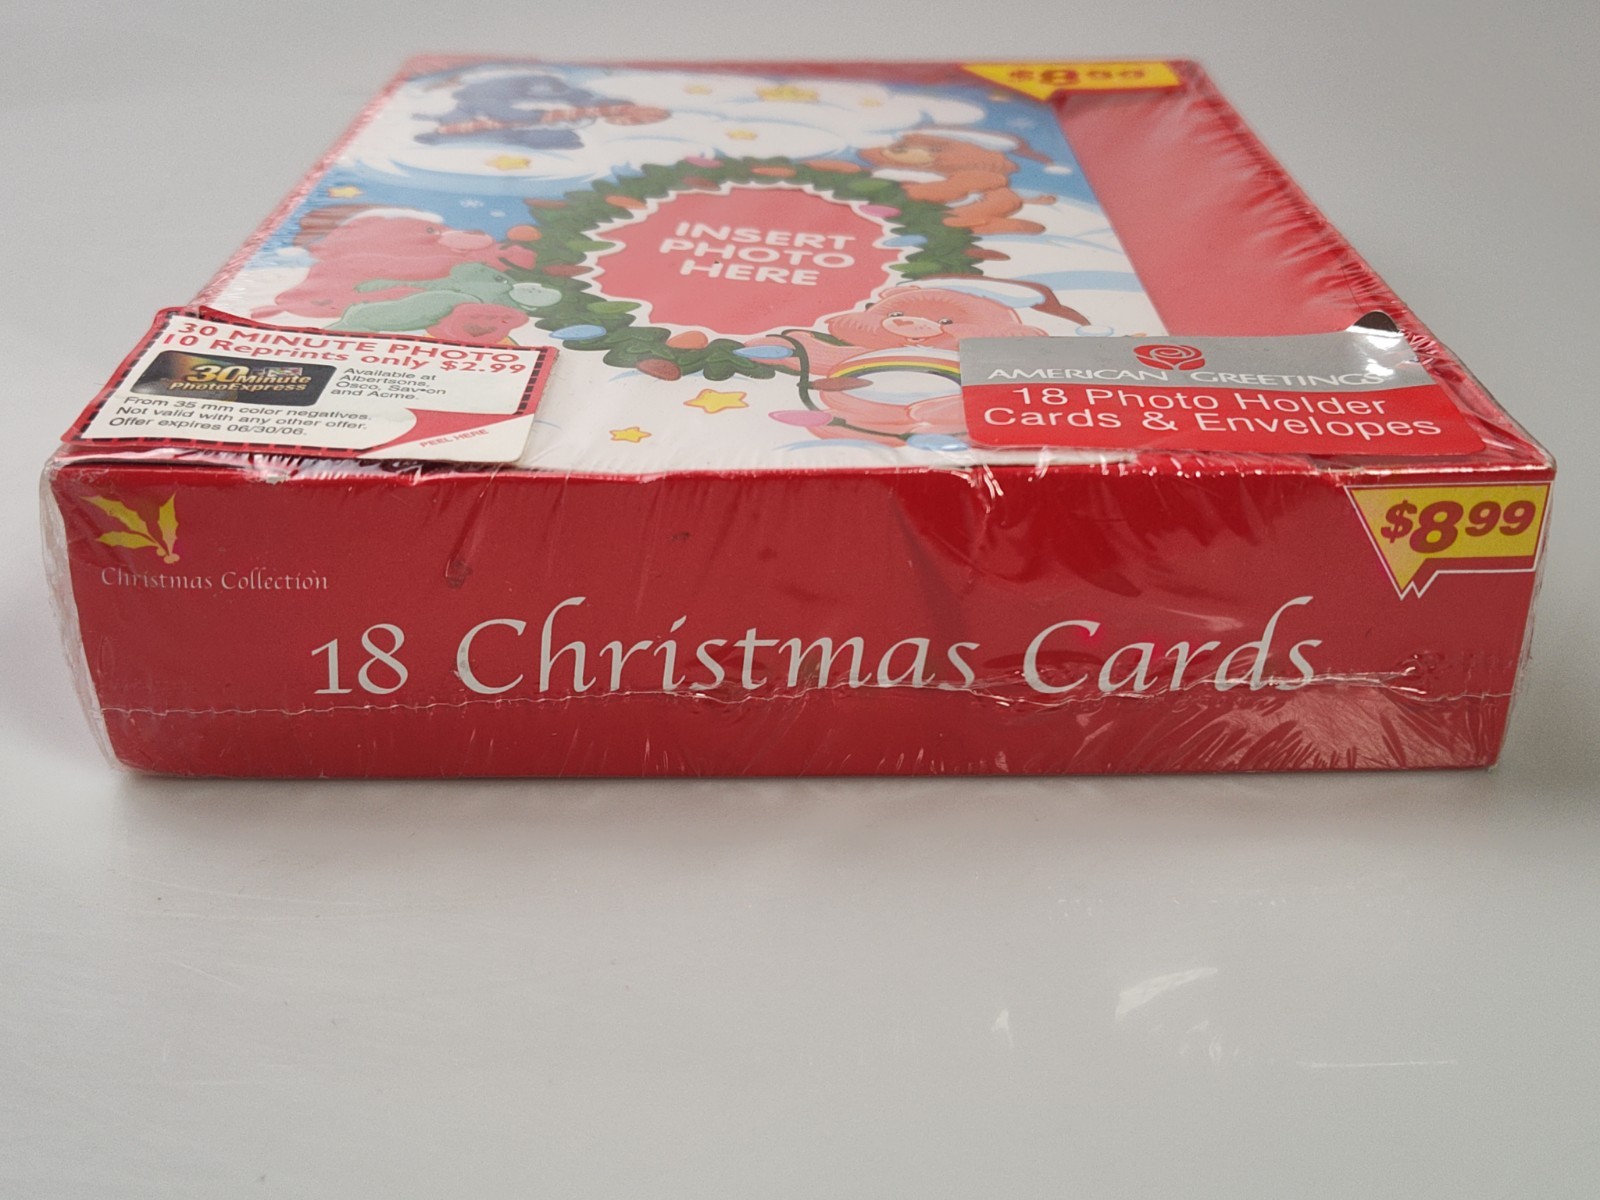 $8.99
INSERT
PHOTO
HERE
30 MINUTE PHOTO
10 Reprints only $2.99
30 Minute
PhotoExpress
Available at
Albertsons,
Osco, Sav•on
and Acme.
From 35 mm color negatives.
Not valid with any other offer.
Offer expires 06/30/06.
PEEL HERE
AMERICAN GREETINGS
18 Photo Holder
Cards & Envelopes
$8.99
Christmas Collection
18 Christmas Cards